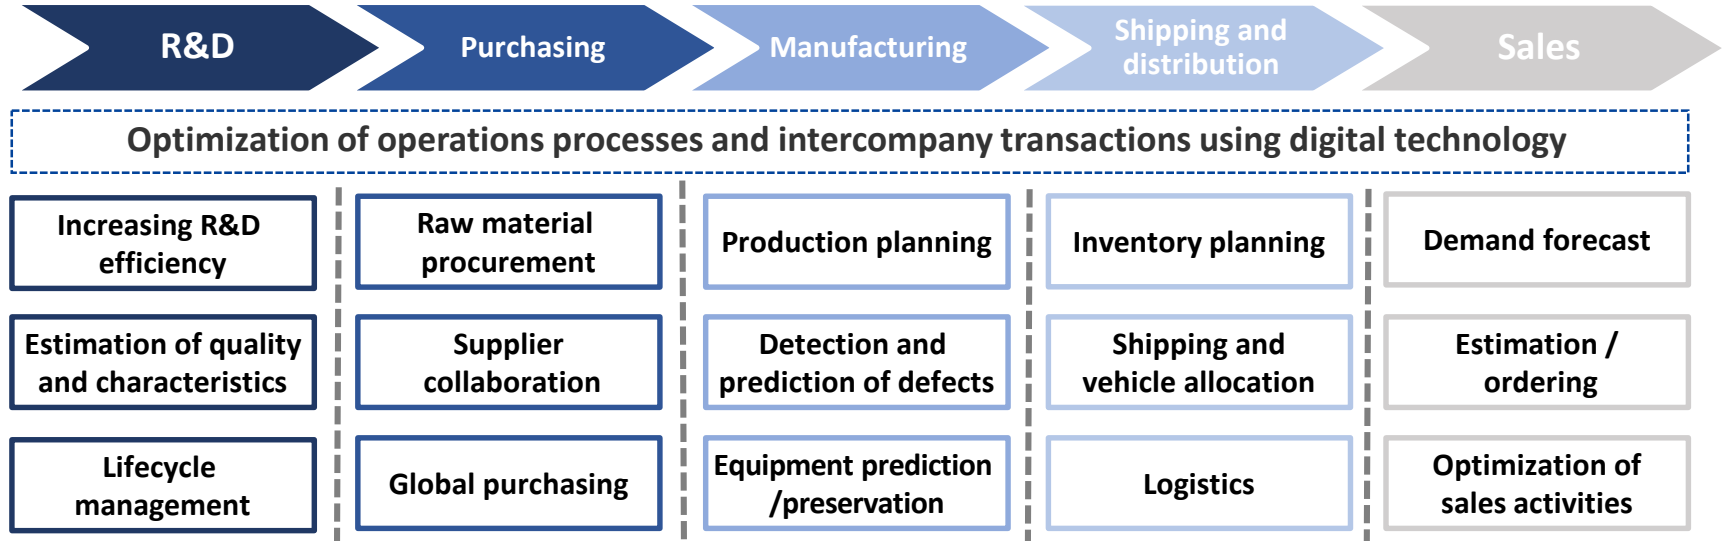 R&D
Purchasing
Manufacturing
Shipping and
distribution
Sales
Optimization of operations processes and intercompany transactions using digital technology
Increasing R&D
efficiency
Raw material
procurement
Production planning
Inventory planning
Demand forecast
Estimation of quality
and characteristics
Supplier
collaboration
Detection and
prediction of defects
Shipping and
vehicle allocation
Estimation /
ordering
Lifecycle
management
Global purchasing
Equipment prediction
/preservation
Logistics
Optimization of
sales activities